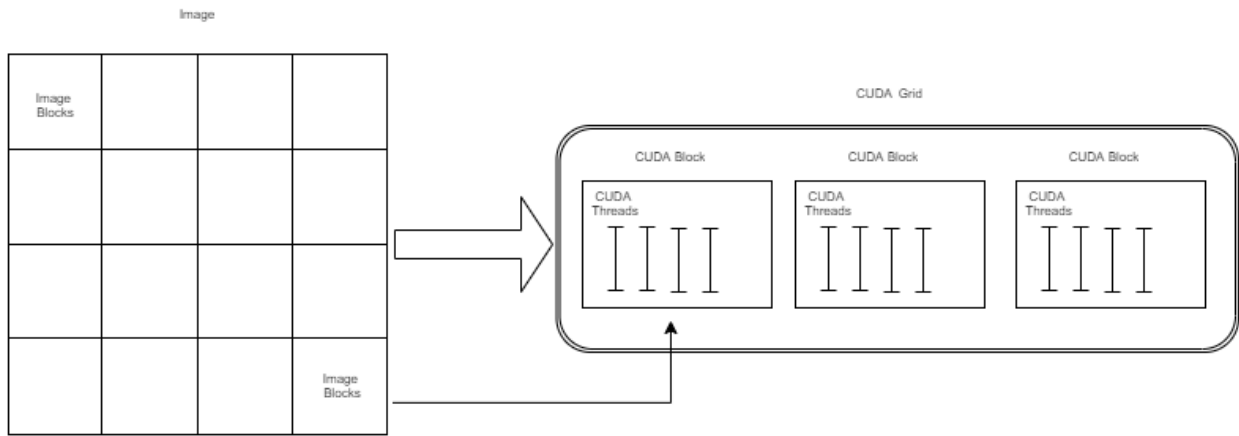 Image
Image
Blocks
CUDA Grid
CUDA Block
CUDA Block
CUDA Block
CUDA
Threads
CUDA
Threads
CUDA
Threads
Image
Blocks